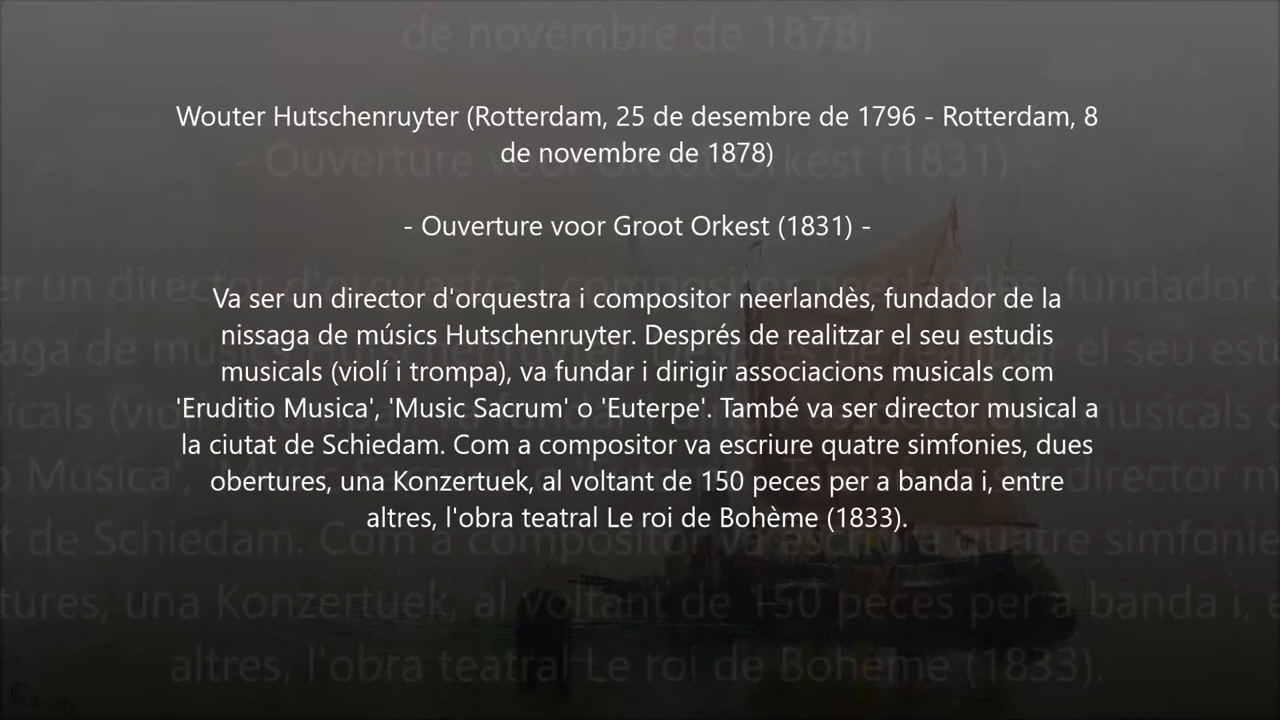 Wouter Hutschenruyter (Rotterdam, 25 de desembre de 1796 - Rotterdam, 8
de novembre de 1878)
- Ouverture voor Groot Orkest (1831) -
Va ser un director d'orquestra i compositor neerlandès, fundador de la
nissaga de músics Hutschenruyter. Després de realitzar el seu estudis
musicals (violí i trompa), va fundar i dirigir associacions musicals com
'Eruditio Musica', 'Music Sacrum' o 'Euterpe'. També va ser director musical a
la ciutat de Schiedam. Com a compositor va escriure quatre simfonies, dues
obertures, una Konzertuek, al voltant de 150 peces per a banda i, entre
altres, l'obra teatral Le roi de Bohème (1833).